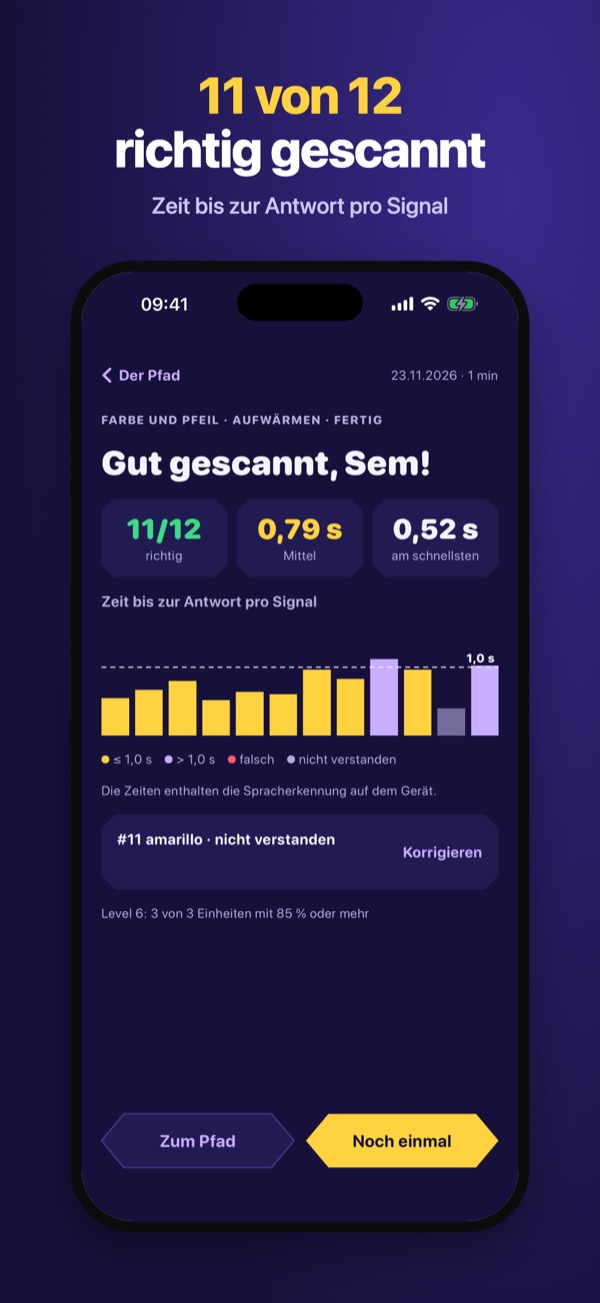 11 von 12
richtig gescannt
Zeit bis zur Antwort pro Signal
09:41
Der Pfad
23.11.2026 · 1 min
FARBE UND PFEIL · AUFWÄRMEN · FERTIG
Gut gescannt, Sem!
11/12
richtig
0,79 s
Mittel
0,52 s
am schnellsten
Zeit bis zur Antwort pro Signal
1,0 s
≤ 1,0 s
> 1,0 s
falsch
nicht verstanden
Die Zeiten enthalten die Spracherkennung auf dem Gerät.
#11 amarillo · nicht verstanden
Korrigieren
Level 6: 3 von 3 Einheiten mit 85 % oder mehr
Zum Pfad
Noch einmal